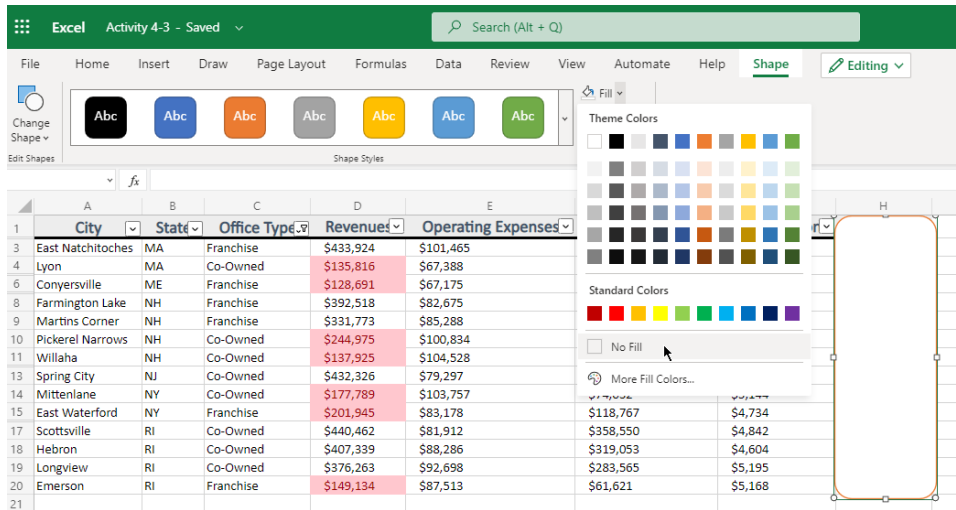 Excel Activity 4-3 - Saved Search (Alt + Q)
File Home Insert Draw Page Layout Formulas Data Review View Automate Help Shape Editing
Change Shape Abc Abc Abc Abc Abc Abc Abc Fill
Edit Shapes Shape Styles
Theme Colors
Standard Colors
No Fill
More Fill Colors...
fx
A B C D E H
1 City State Office Type Revenues Operating Expenses
3 East Natchitoches MA Franchise $433,924 $101,465
4 Lyon MA Co-Owned $135,816 $67,388
6 Conyersville ME Franchise $128,691 $67,175
8 Farmington Lake NH Franchise $392,518 $82,675
9 Martins Corner NH Franchise $331,773 $85,288
10 Pickerel Narrows NH Co-Owned $244,975 $100,834
11 Willaha NH Co-Owned $137,925 $104,528
13 Spring City NJ Co-Owned $432,326 $79,297
14 Mittenlane NY Co-Owned $177,789 $103,757
15 East Waterford NY Franchise $201,945 $83,178 $118,767 $4,734
17 Scottsville RI Co-Owned $440,462 $81,912 $358,550 $4,842
18 Hebron RI Co-Owned $407,339 $88,286 $319,053 $4,604
19 Longview RI Co-Owned $376,263 $92,698 $283,565 $5,195
20 Emerson RI Franchise $149,134 $87,513 $61,621 $5,168
21